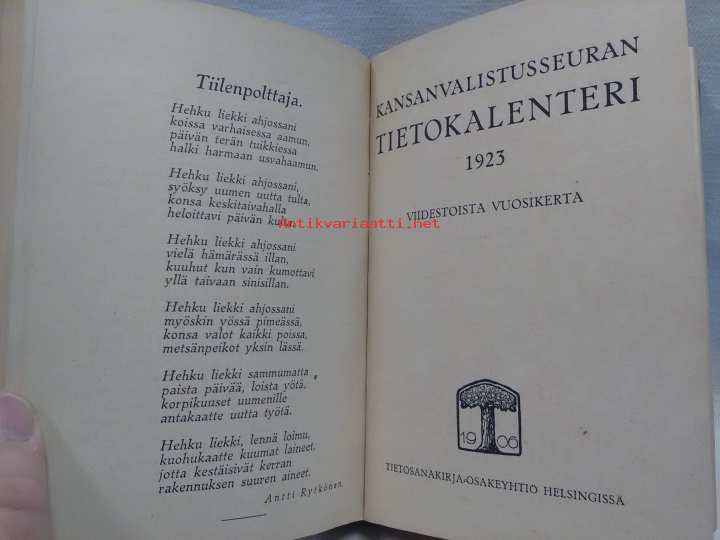 Tiilenpolttaja.
Hehku liekki ahjossani
koissa varhaisessa aamun,
päivän terän tuikkiessa
halki harmaan usvahaamun.
Hehku liekki ahjossani,
syöksy uumen uutta tulta,
konsa keskitaivahalla
heloittavi päivän kulta.
Hehku liekki ahjossani
vielä hämärässä illan,
kuuhut kun vain kumottavi
yllä taivaan sinisillan.
Hehku liekki ahjossani
myöskin yössä pimeässä,
konsa valot kaikki poissa,
metsänpeikot yksin lässä.
Hehku liekki sammumatta
paista päivää, loista yötä,
korpikuuset uumenille
antakaatte uutta työtä.
Hehku liekki, lennä loimu,
kuohukaatte kuumat laineet,
jotta kestäisivät kerran
rakennuksen suuren aineet.
Antti Rytkönen.
KANSANVALISTUSSEURAN
TIETOKALENTERI
1923
VIIDESTOISTA VUOSIKERTA
1906
TIETOSANAKIRJA-OSAKEYHTIÖ HELSINGISSÄ
Antikvariaatti.net